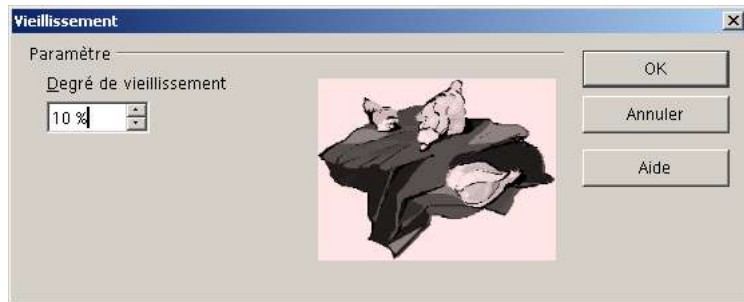 Vieillissement
Paramètre
Degré de vieillissement
10 %
OK
Annuler
Aide